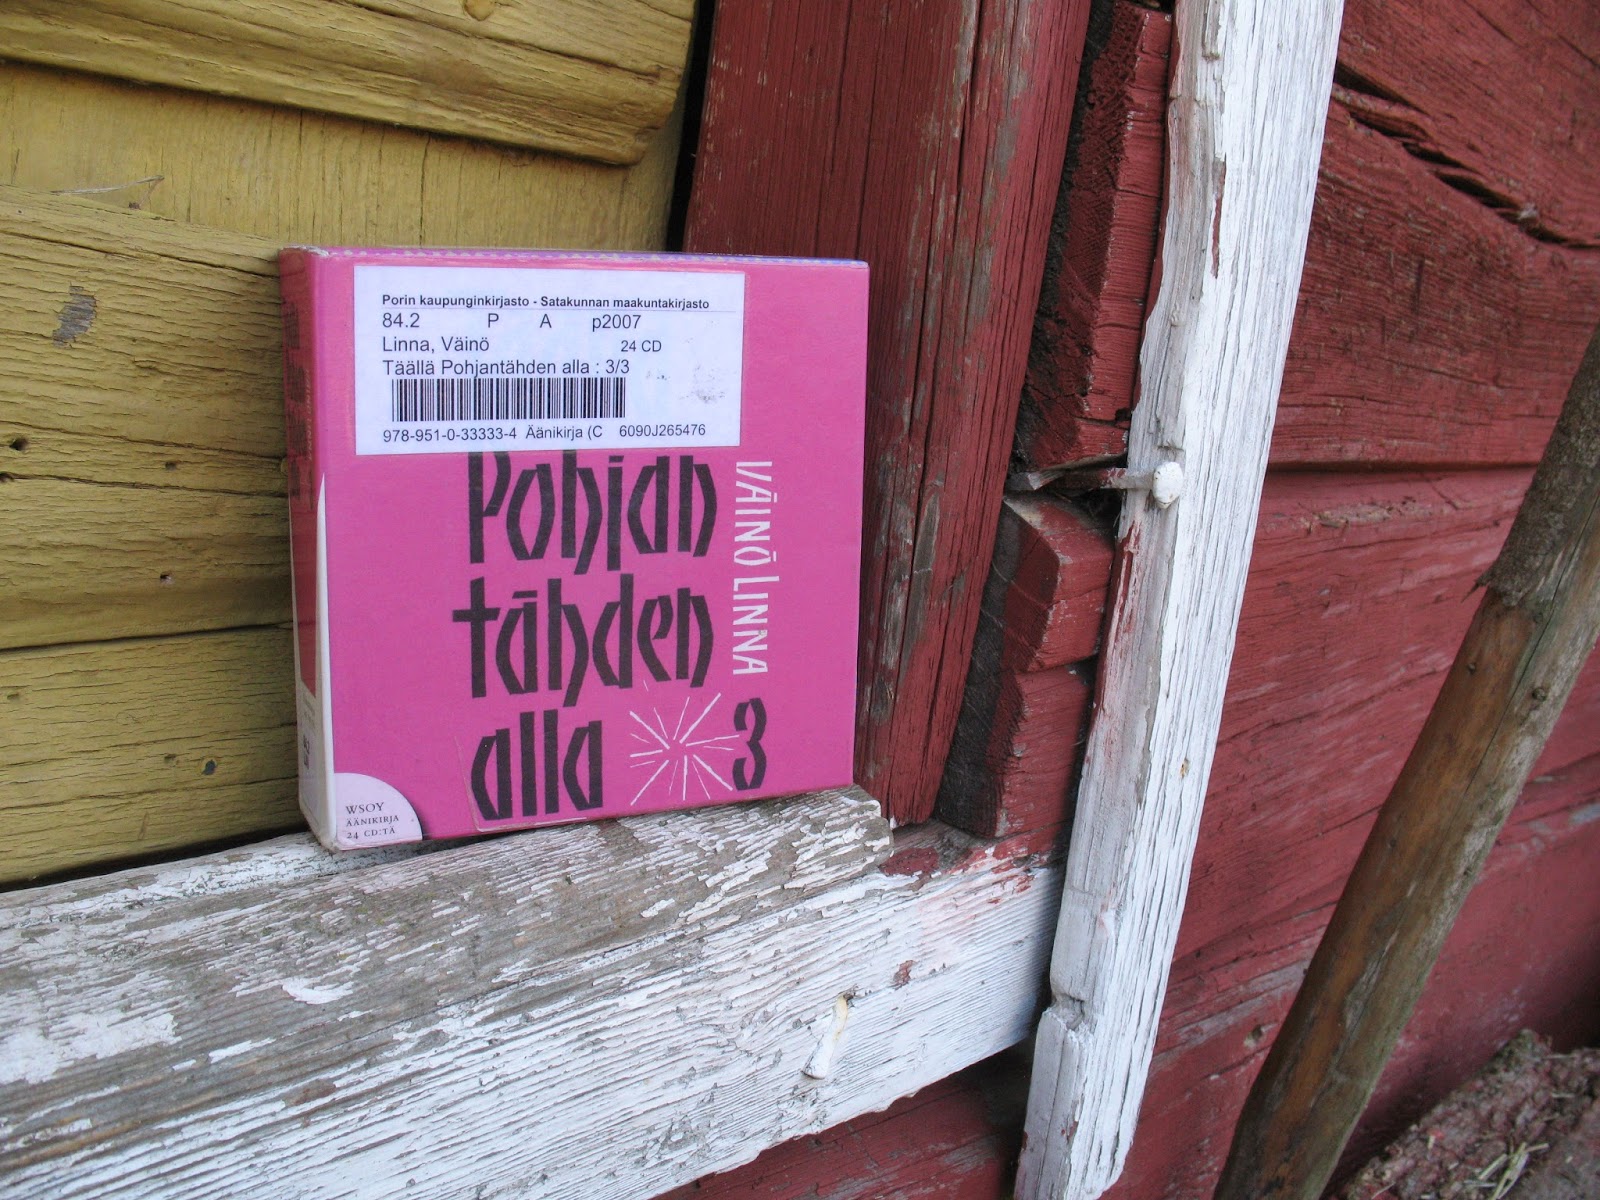 Porin kaupunginkirjasto - Satakunnan maakuntakirjasto
84.2 P A p2007
Linna, Väinö 24 CD
Täällä Pohjantähden alla : 3/3
978-951-0-33333-4 Äänikirja (C 6090J265476
Pohjan
tähden
alla 3
VÄINÖ LINNA
WSOY
ÄÄNIKIRJA
24 CD:TÄ